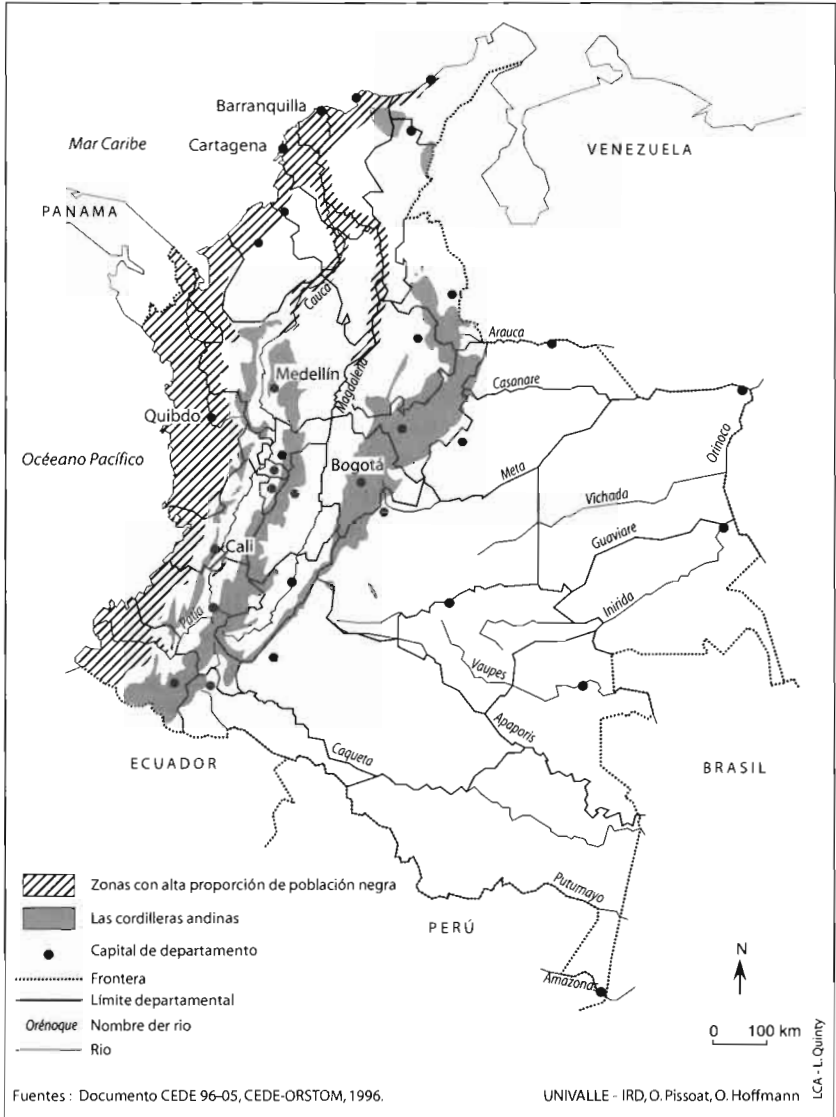 Barranquilla
Mar Caribe
Cartagena
VENEZUELA
PANAMA
Cauca
Arauca
Magdalena
Medellín
Casanare
Quibdo
Orinoco
Océano Pacífico
Bogotá
Meta
Vichada
Guaviare
Cali
Inirida
Patía
Vaupes
Apaporis
Caqueta
ECUADOR
BRASIL
Putumayo
PERÚ
Amazonas
Zonas con alta proporción de población negra
Las cordilleras andinas
Capital de departamento
Frontera
Límite departamental
Orénoque Nombre der rio
Rio
N
0 100 km
LCA - L. Quinty
Fuentes : Documento CEDE 96-05, CEDE-ORSTOM, 1996.
UNIVALLE - IRD, O. Pissoat, O. Hoffmann